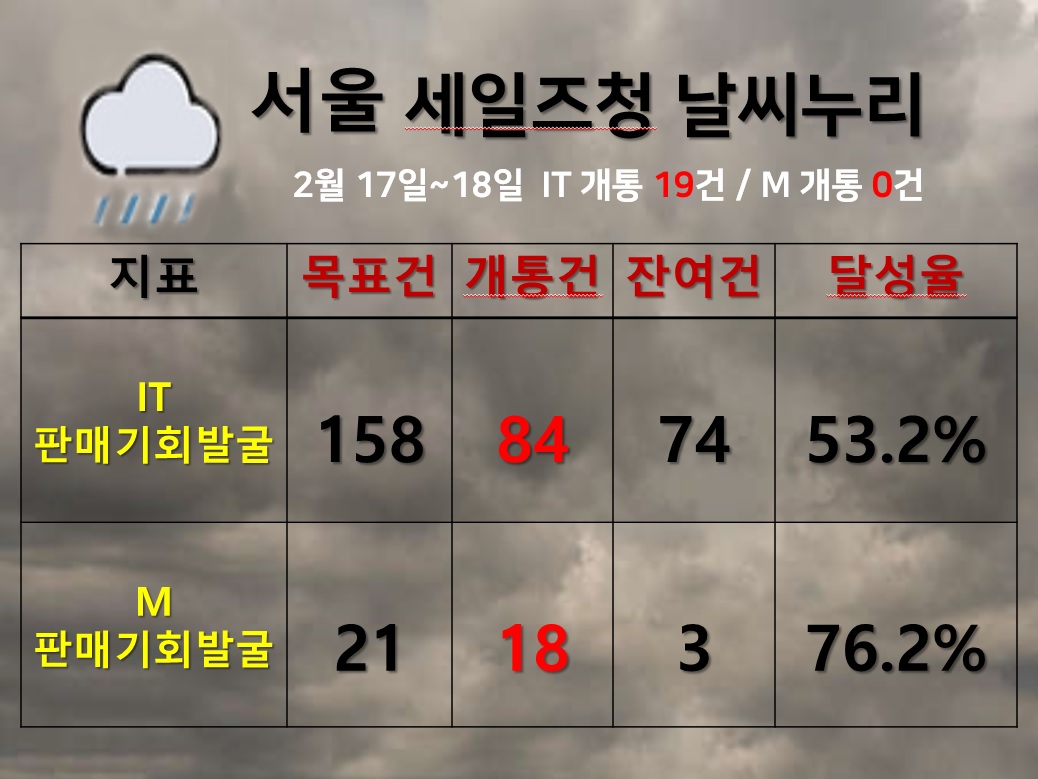 서울 세일즈청 날씨누리
2월 17일~18일 IT 개통 19건 / M 개통 0건
지표 목표건 개통건 잔여건 달성율
IT
판매기회발굴 158 84 74 53.2%
M
판매기회발굴 21 18 3 76.2%